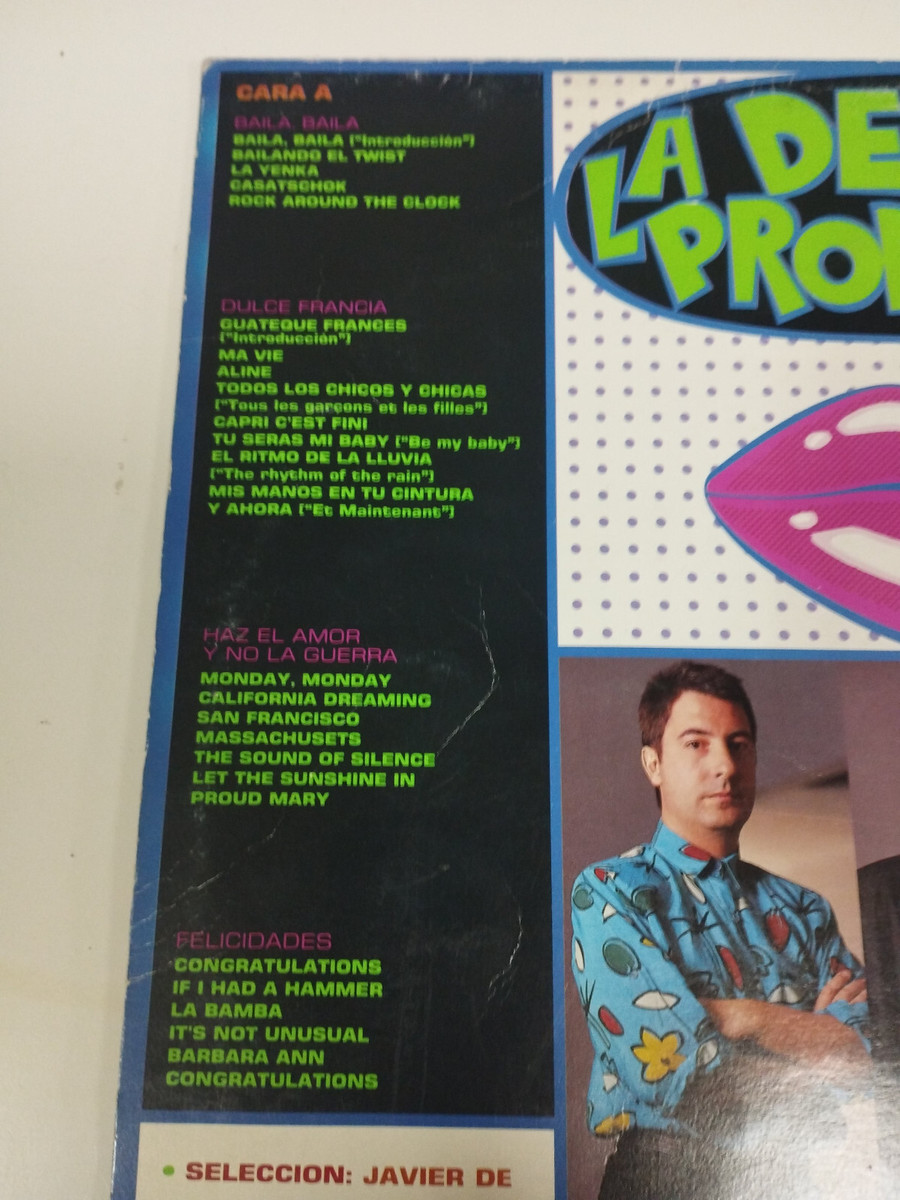 CARA A
BAILA, BAILA
BAILA, BAILA ("Introducción")
BAILANDO EL TWIST
LA YENKA
CASATSCHOK
ROCK AROUND THE CLOCK
DULCE FRANCIA
GUATEQUE FRANCES
("Introducción")
MA VIE
ALINE
TODOS LOS CHICOS Y CHICAS
("Tous les garçons et les filles")
CAPRI C'EST FINI
TU SERAS MI BABY ("Be my baby")
EL RITMO DE LA LLUVIA
("The rhythm of the rain")
MIS MANOS EN TU CINTURA
Y AHORA ("Et Maintenant")
HAZ EL AMOR
Y NO LA GUERRA
MONDAY, MONDAY
CALIFORNIA DREAMING
SAN FRANCISCO
MASSACHUSETS
THE SOUND OF SILENCE
LET THE SUNSHINE IN
PROUD MARY
FELICIDADES
CONGRATULATIONS
IF I HAD A HAMMER
LA BAMBA
IT'S NOT UNUSUAL
BARBARA ANN
CONGRATULATIONS
• SELECCION: JAVIER DE
LA DE
PRO